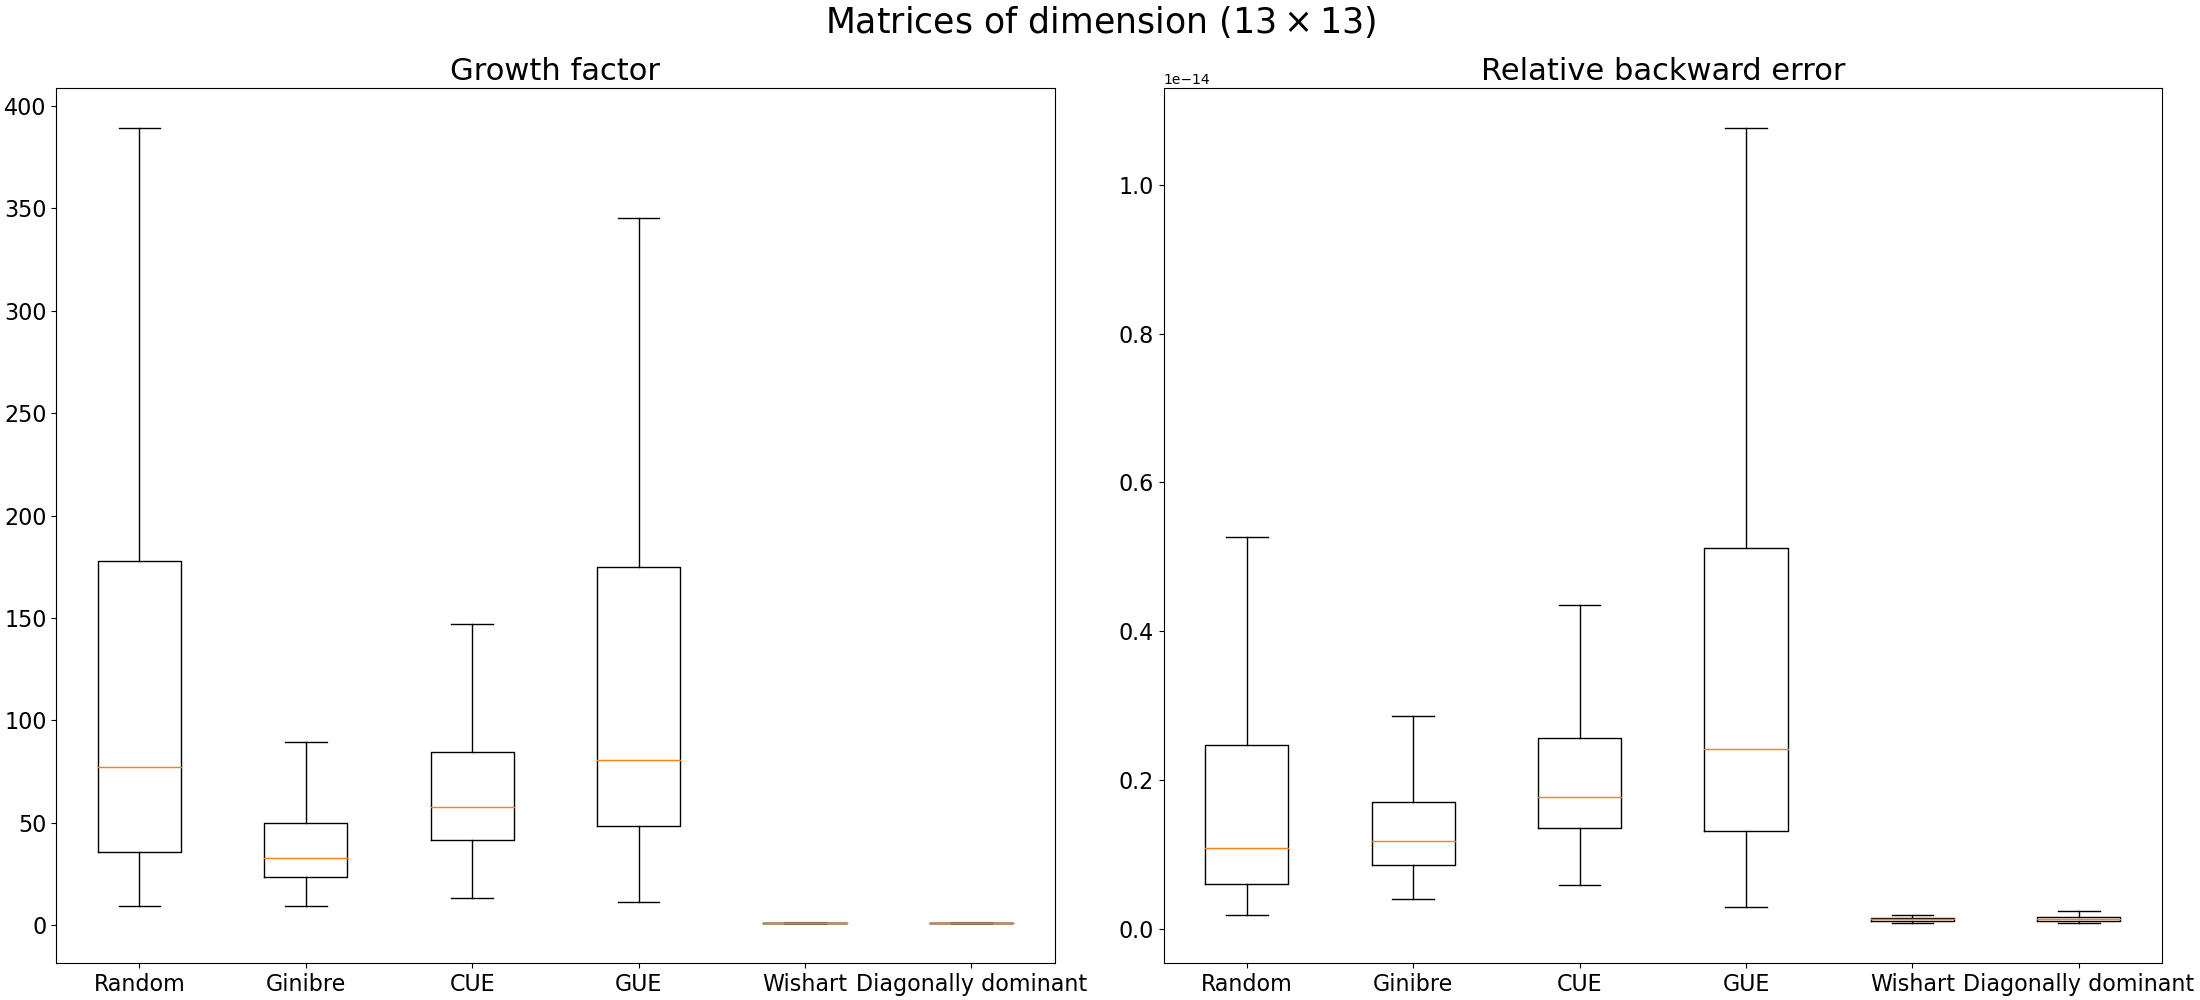 Matrices of dimension (13 × 13)
Growth factor
400
350
300
250
200
150
100
50
0
Random Ginibre CUE GUE Wishart Diagonally dominant
Relative backward error
1e−14
1.0
0.8
0.6
0.4
0.2
0.0
Random Ginibre CUE GUE Wishart Diagonally dominant